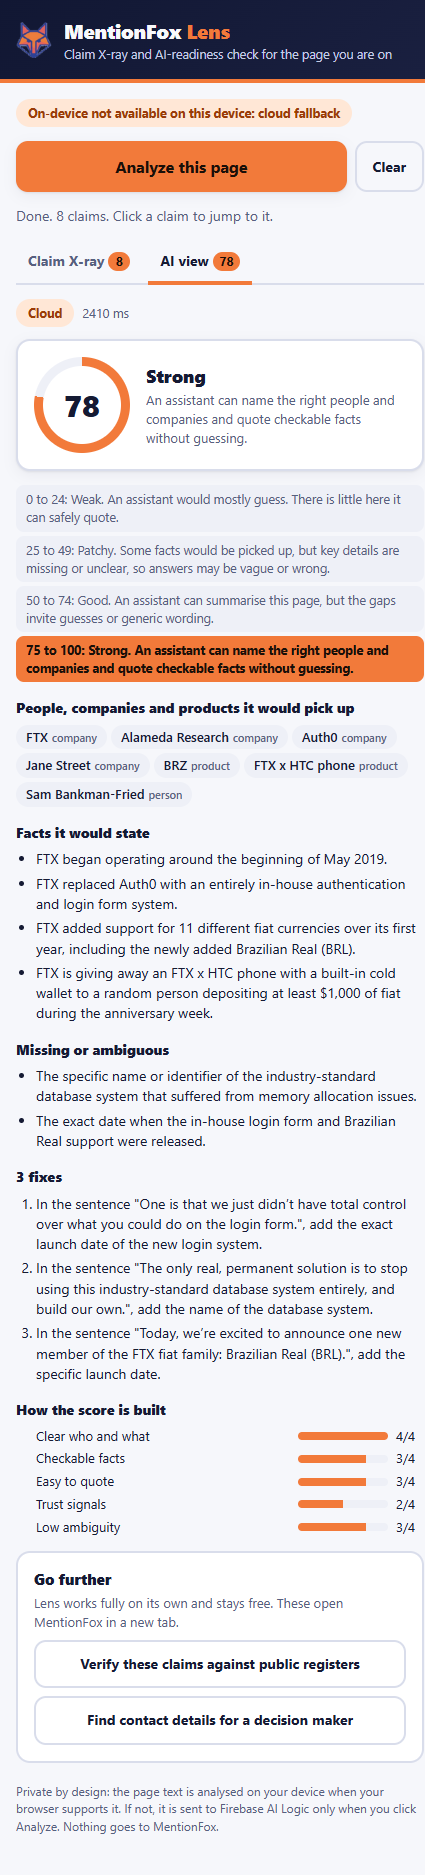 MentionFox Lens
Claim X-ray and AI-readiness check for the page you are on
On-device not available on this device: cloud fallback
Analyze this page
Clear
Done. 8 claims. Click a claim to jump to it.
Claim X-ray 8
AI view 78
Cloud 2410 ms
78
Strong
An assistant can name the right people and
companies and quote checkable facts
without guessing.
0 to 24: Weak. An assistant would mostly guess. There is little here it
can safely quote.
25 to 49: Patchy. Some facts would be picked up, but key details are
missing or unclear, so answers may be vague or wrong.
50 to 74: Good. An assistant can summarise this page, but the gaps
invite guesses or generic wording.
75 to 100: Strong. An assistant can name the right people and
companies and quote checkable facts without guessing.
People, companies and products it would pick up
FTX company Alameda Research company Auth0 company
Jane Street company BRZ product FTX x HTC phone product
Sam Bankman-Fried person
Facts it would state
• FTX began operating around the beginning of May 2019.
• FTX replaced Auth0 with an entirely in-house authentication
and login form system.
• FTX added support for 11 different fiat currencies over its first
year, including the newly added Brazilian Real (BRL).
• FTX is giving away an FTX x HTC phone with a built-in cold
wallet to a random person depositing at least $1,000 of fiat
during the anniversary week.
Missing or ambiguous
• The specific name or identifier of the industry-standard
database system that suffered from memory allocation issues.
• The exact date when the in-house login form and Brazilian
Real support were released.
3 fixes
1. In the sentence "One is that we just didn’t have total control
over what you could do on the login form.", add the exact
launch date of the new login system.
2. In the sentence "The only real, permanent solution is to stop
using this industry-standard database system entirely, and
build our own.", add the name of the database system.
3. In the sentence "Today, we’re excited to announce one new
member of the FTX fiat family: Brazilian Real (BRL).", add the
specific launch date.
How the score is built
Clear who and what 4/4
Checkable facts 3/4
Easy to quote 3/4
Trust signals 2/4
Low ambiguity 3/4
Go further
Lens works fully on its own and stays free. These open
MentionFox in a new tab.
Verify these claims against public registers
Find contact details for a decision maker
Private by design: the page text is analysed on your device when your
browser supports it. If not, it is sent to Firebase AI Logic only when you click
Analyze. Nothing goes to MentionFox.